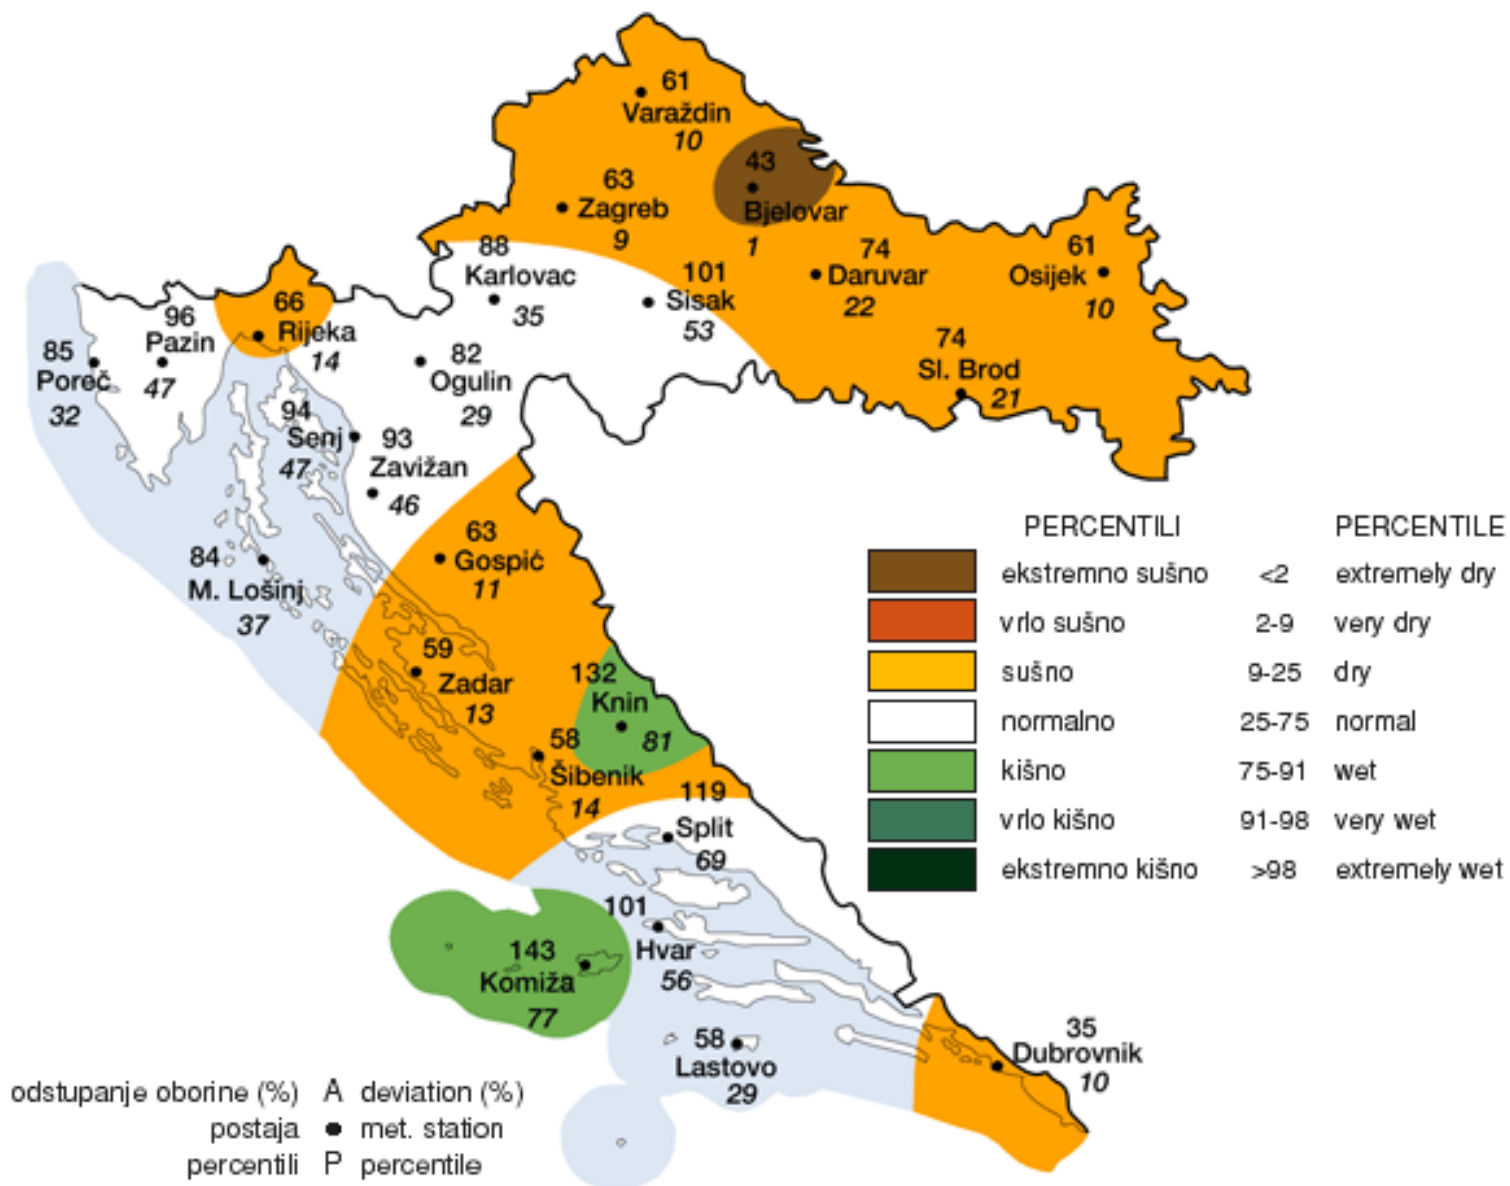 61
Varaždin
10
43
Bjelovar
1
63
Zagreb
9
88
Karlovac
35
101
Sisak
53
74
Daruvar
22
61
Osijek
10
74
Sl. Brod
21
66
Rijeka
14
96
Pazin
47
85
Poreč
32
82
Ogulin
29
94
Senj
47
93
Zavižan
46
63
Gospić
11
84
M. Lošinj
37
59
Zadar
13
132
Knin
81
58
Šibenik
14
119
Split
69
101
Hvar
56
143
Komiža
77
58
Lastovo
29
35
Dubrovnik
10
PERCENTILI PERCENTILE
ekstremno sušno <2 extremely dry
vrlo sušno 2-9 very dry
sušno 9-25 dry
normalno 25-75 normal
kišno 75-91 wet
vrlo kišno 91-98 very wet
ekstremno kišno >98 extremely wet
odstupanje oborine (%) A deviation (%)
postaja ● met. station
percentili P percentile